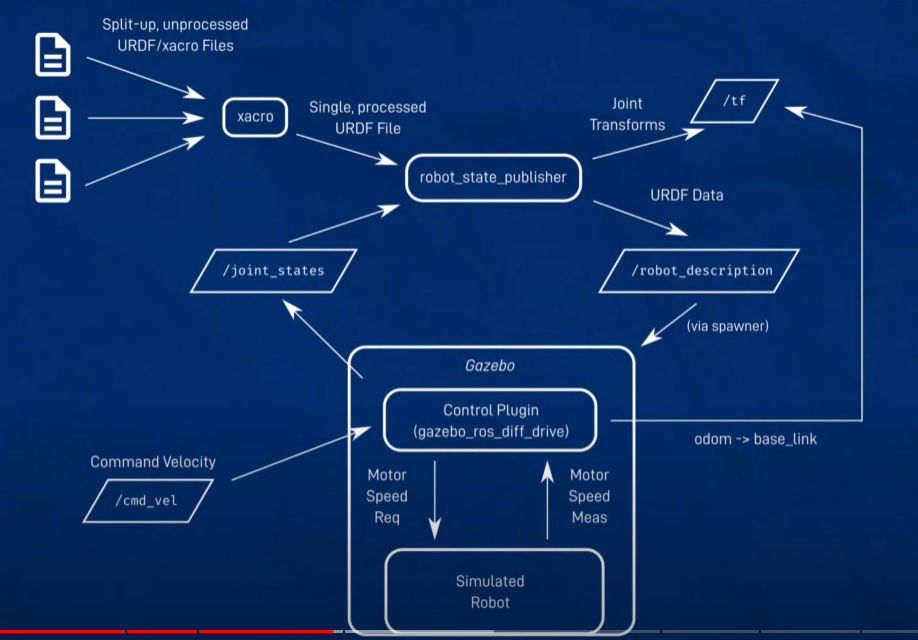 Split-up, unprocessed
URDF/xacro Files
xacro
Single, processed
URDF File
robot_state_publisher
Joint
Transforms
/tf
URDF Data
/joint_states
/robot_description
(via spawner)
Gazebo
Control Plugin
(gazebo_ros_diff_drive)
odom -> base_link
Command Velocity
/cmd_vel
Motor
Speed
Req
Motor
Speed
Meas
Simulated
Robot